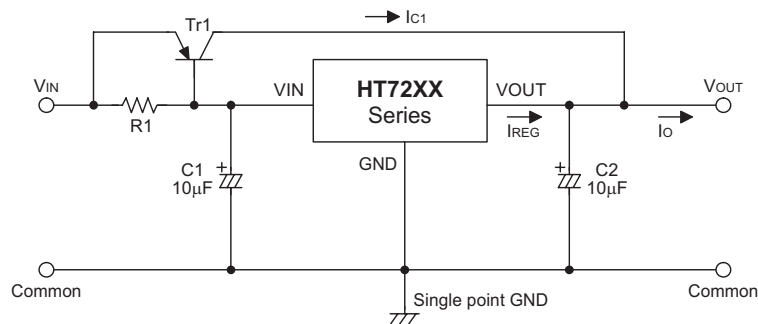 Tr1
IC1
VIN
R1
VIN
HT72XX
Series
VOUT
IREG
IO
VOUT
GND
C1
10μF
+
C2
10μF
+
Common
Single point GND
Common